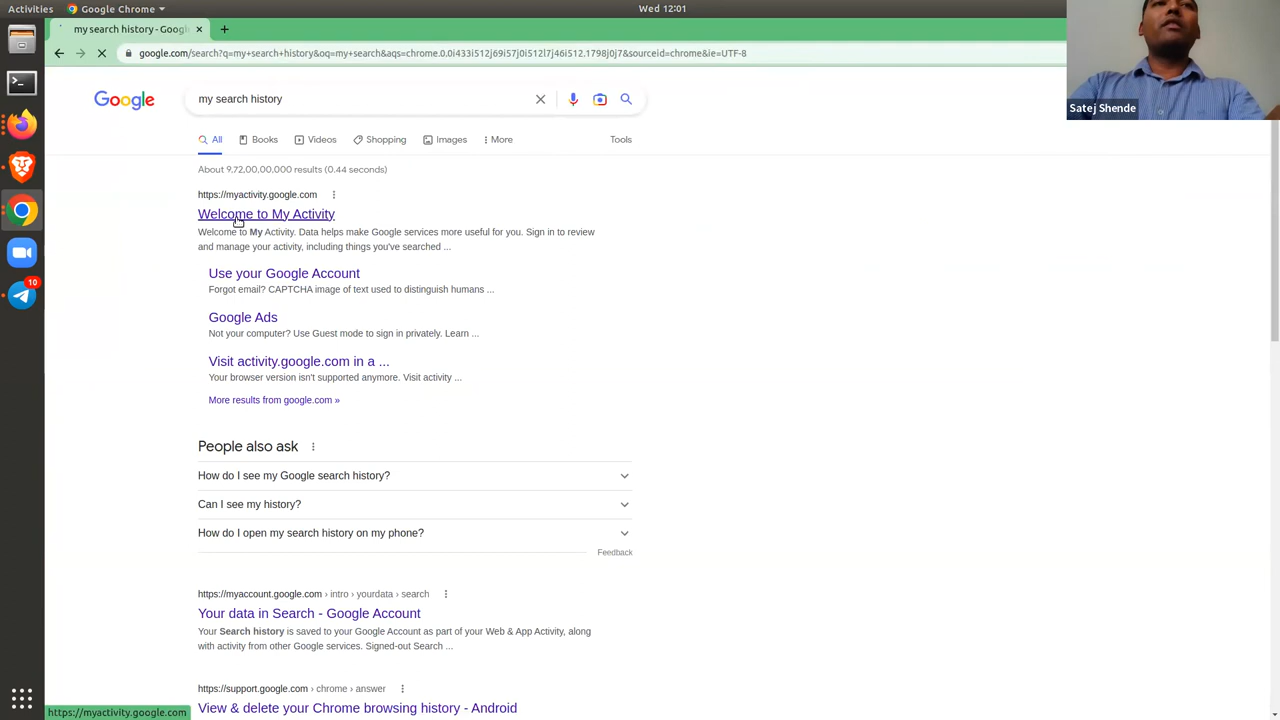 Activities
Google Chrome
Wed 12:01
my search history - Goog
google.com/search?q=my+search+history&oq=my+search&aqs=chrome.0.0i433i512j69i57j0i512l7j46i512.1798j0j7&sourceid=chrome&ie=UTF-8
Google
my search history
All
Books
Videos
Shopping
Images
More
Tools
About 9,72,00,00,000 results (0.44 seconds)
https://myactivity.google.com
Welcome to My Activity
Welcome to My Activity. Data helps make Google services more useful for you. Sign in to review
and manage your activity, including things you've searched ...
Use your Google Account
Forgot email? CAPTCHA image of text used to distinguish humans ...
Google Ads
Not your computer? Use Guest mode to sign in privately. Learn ...
Visit activity.google.com in a ...
Your browser version isn't supported anymore. Visit activity ...
More results from google.com »
People also ask
How do I see my Google search history?
Can I see my history?
How do I open my search history on my phone?
Feedback
https://myaccount.google.com › intro › yourdata › search
Your data in Search - Google Account
Your Search history is saved to your Google Account as part of your Web & App Activity, along
with activity from other Google services. Signed-out Search ...
https://support.google.com › chrome › answer
View & delete your Chrome browsing history - Android
https://myactivity.google.com
10
Satej Shende